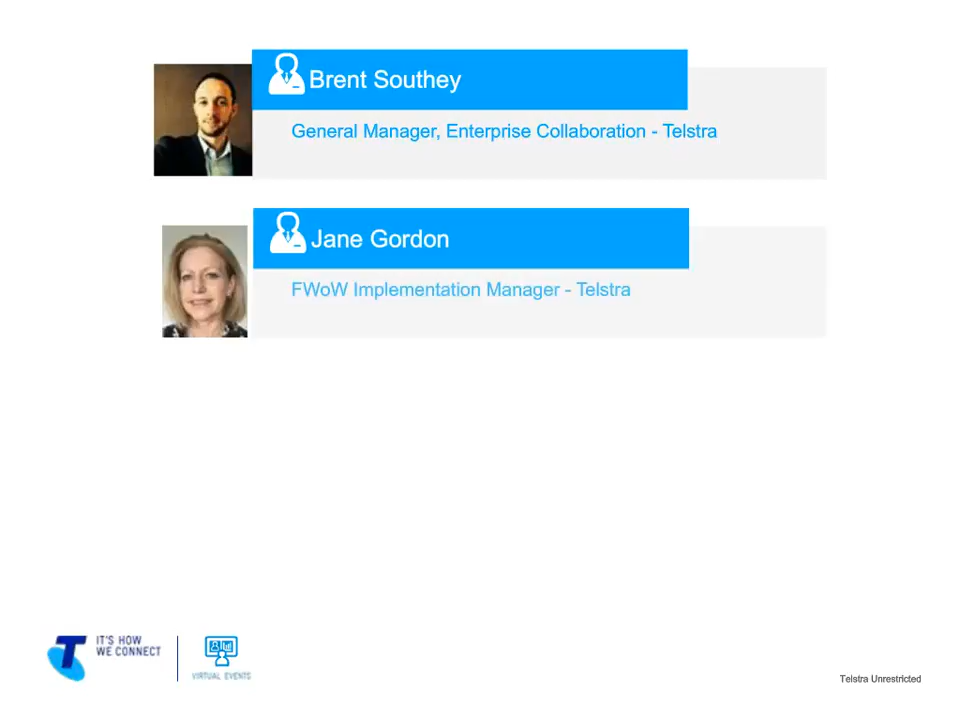 Brent Southey
General Manager, Enterprise Collaboration - Telstra
Jane Gordon
FWoW Implementation Manager - Telstra
IT'S HOW
WE CONNECT
VIRTUAL EVENTS
Telstra Unrestricted